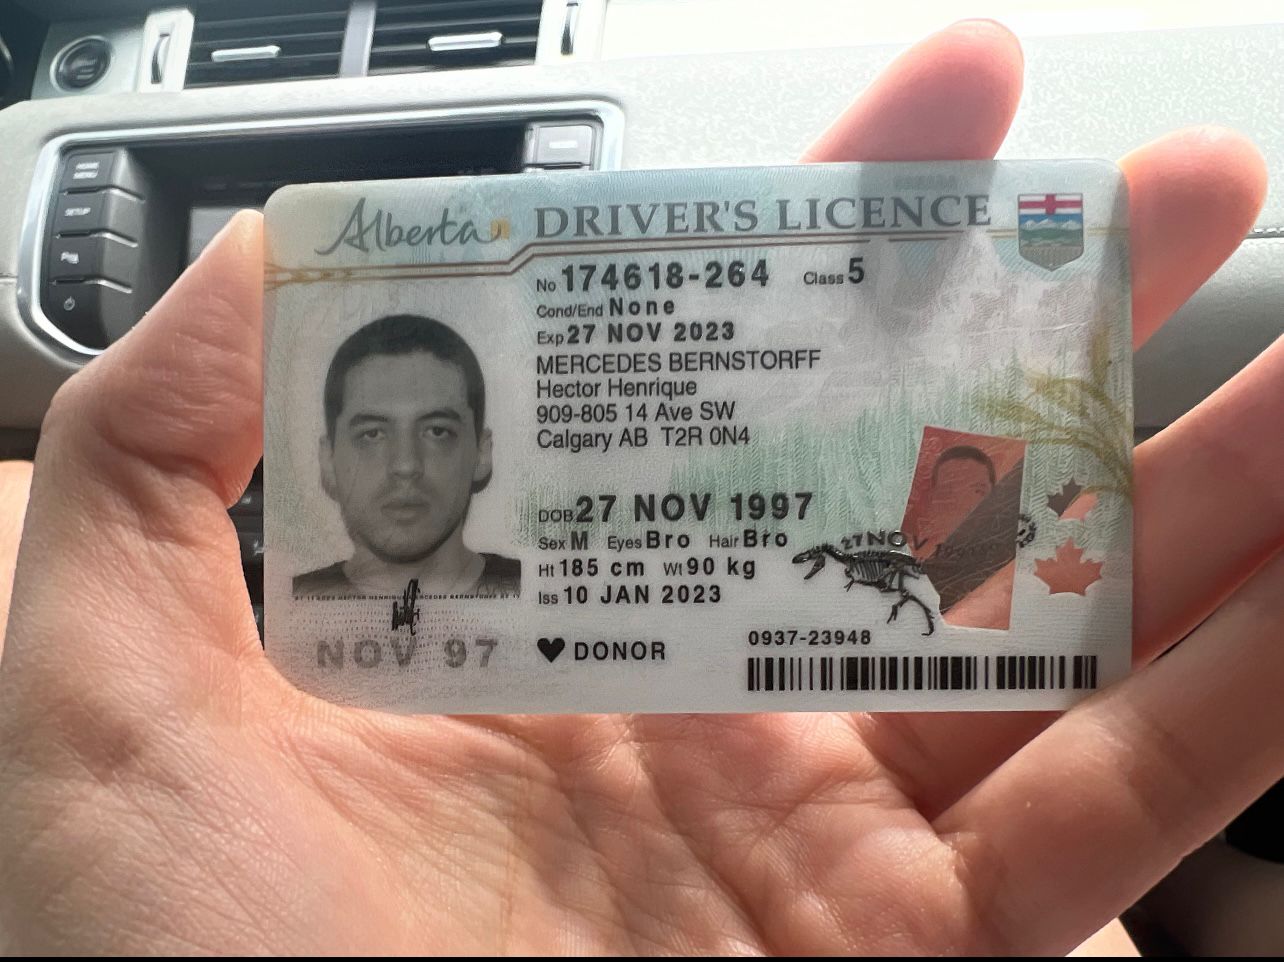 HOME
MENU
SETUP
Alberta
DRIVER'S LICENCE
No 174618-264 Class 5
Cond/End None
Exp 27 NOV 2023
MERCEDES BERNSTORFF
Hector Henrique
909-805 14 Ave SW
Calgary AB T2R 0N4
DOB 27 NOV 1997
Sex M Eyes Bro Hair Bro
Ht 185 cm Wt 90 kg
Iss 10 JAN 2023
27 NOV
NOV 97
DONOR
0937-23948